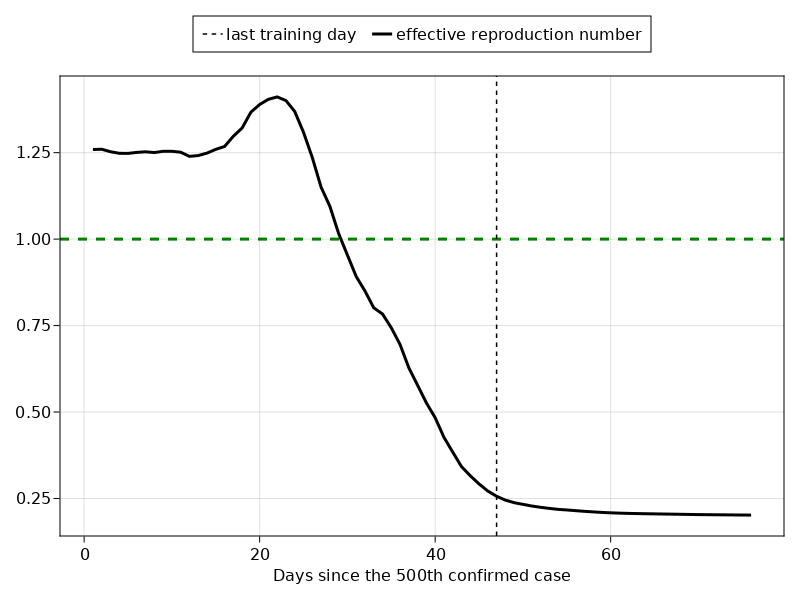 last training day effective reproduction number
1.25
1.00
0.75
0.50
0.25
0 20 40 60
Days since the 500th confirmed case